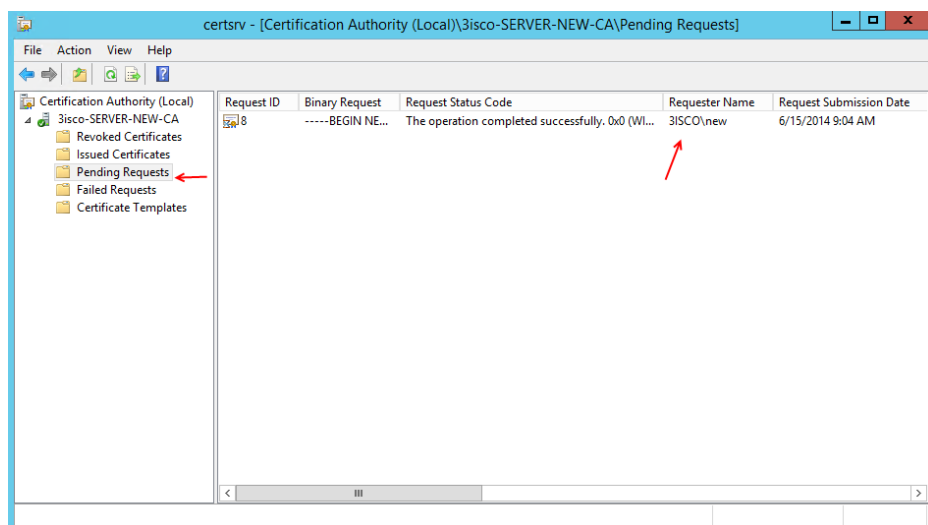 certsrv - [Certification Authority (Local)\3isco-SERVER-NEW-CA\Pending Requests]
File Action View Help
Certification Authority (Local)
3isco-SERVER-NEW-CA
Revoked Certificates
Issued Certificates
Pending Requests
Failed Requests
Certificate Templates
Request ID Binary Request Request Status Code Requester Name Request Submission Date
8 -----BEGIN NE... The operation completed successfully. 0x0 (WI... 3ISCO\new 6/15/2014 9:04 AM